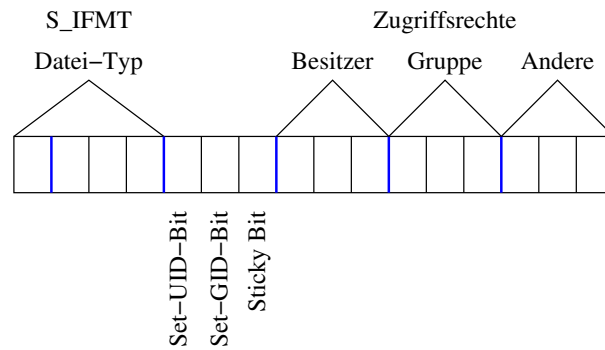 S_IFMT
Zugriffsrechte
Datei–Typ
Besitzer
Gruppe
Andere
Set–UID–Bit
Set–GID–Bit
Sticky Bit